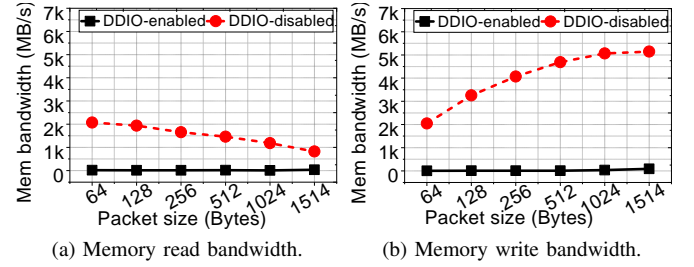 DDIO-enabled DDIO-disabled
Mem bandwidth (MB/s)
7k
6k
5k
4k
3k
2k
1k
0
64 128 256 512 1024 1514
Packet size (Bytes)
(a) Memory read bandwidth.
DDIO-enabled DDIO-disabled
Mem bandwidth (MB/s)
7k
6k
5k
4k
3k
2k
1k
0
64 128 256 512 1024 1514
Packet size (Bytes)
(b) Memory write bandwidth.